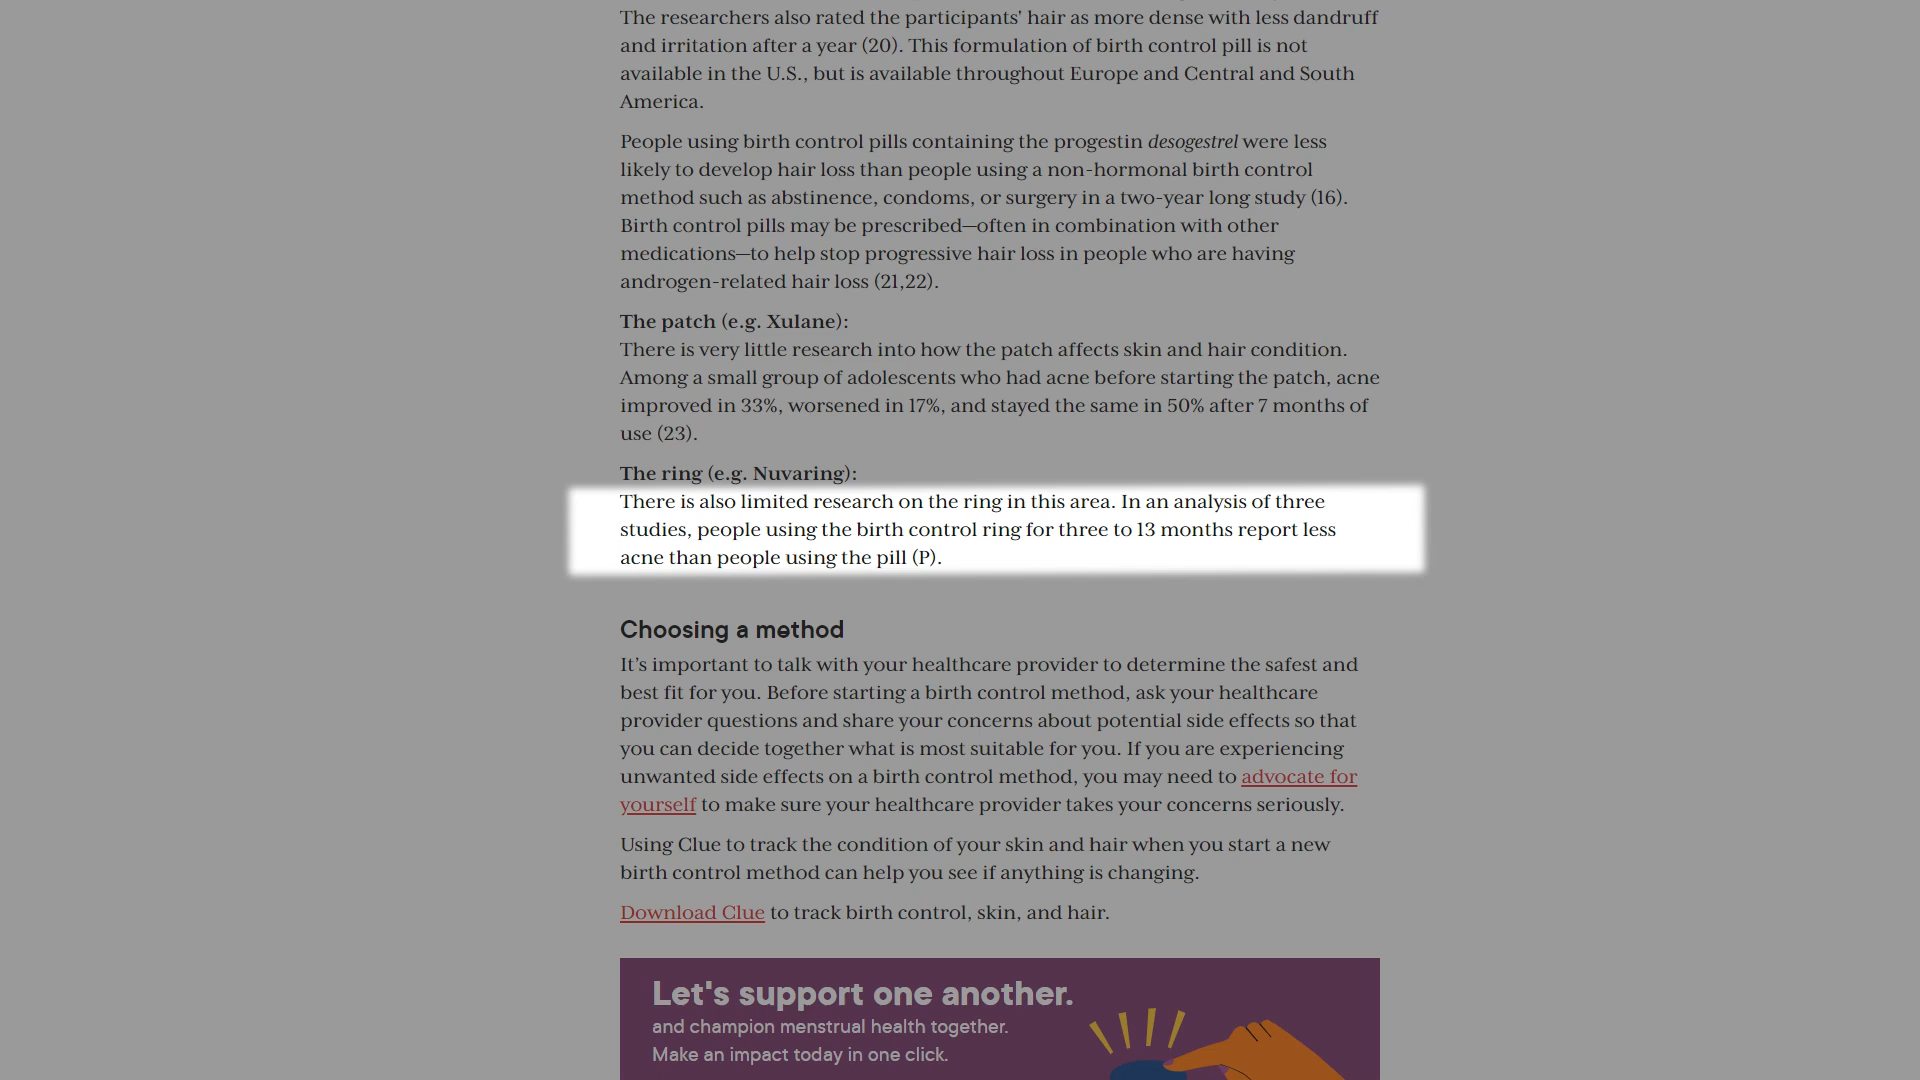 The researchers also rated the participants' hair as more dense with less dandruff
and irritation after a year (20). This formulation of birth control pill is not
available in the U.S., but is available throughout Europe and Central and South
America.
People using birth control pills containing the progestin desogestrel were less
likely to develop hair loss than people using a non-hormonal birth control
method such as abstinence, condoms, or surgery in a two-year long study (16).
Birth control pills may be prescribed—often in combination with other
medications—to help stop progressive hair loss in people who are having
androgen-related hair loss (21,22).
The patch (e.g. Xulane):
There is very little research into how the patch affects skin and hair condition.
Among a small group of adolescents who had acne before starting the patch, acne
improved in 33%, worsened in 17%, and stayed the same in 50% after 7 months of
use (23).
The ring (e.g. Nuvaring):
There is also limited research on the ring in this area. In an analysis of three
studies, people using the birth control ring for three to 13 months report less
acne than people using the pill (P).
Choosing a method
It’s important to talk with your healthcare provider to determine the safest and
best fit for you. Before starting a birth control method, ask your healthcare
provider questions and share your concerns about potential side effects so that
you can decide together what is most suitable for you. If you are experiencing
unwanted side effects on a birth control method, you may need to advocate for
yourself to make sure your healthcare provider takes your concerns seriously.
Using Clue to track the condition of your skin and hair when you start a new
birth control method can help you see if anything is changing.
Download Clue to track birth control, skin, and hair.
Let's support one another.
and champion menstrual health together.
Make an impact today in one click.